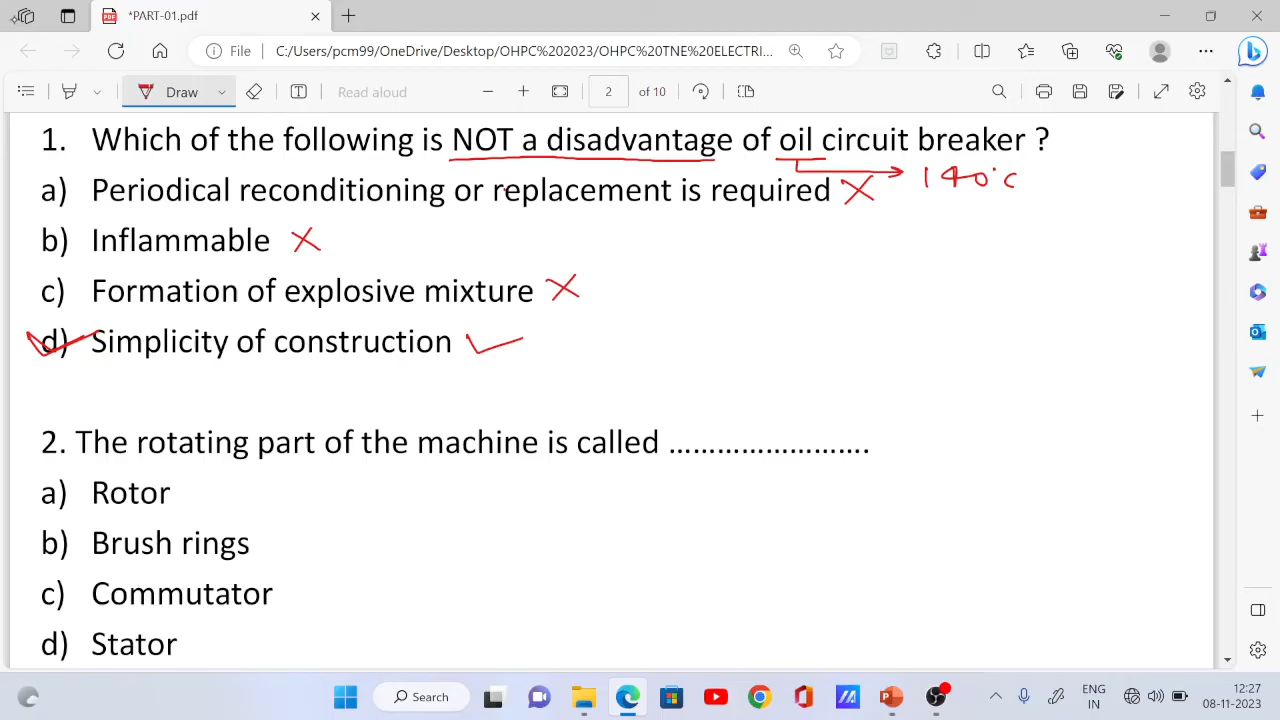 *PART-01.pdf
File C:/Users/pcm99/OneDrive/Desktop/OHPC%202023/OHPC%20TNE%20ELECTRI...
Draw Read aloud 2 of 10
1. Which of the following is NOT a disadvantage of oil circuit breaker ?
140°C
a) Periodical reconditioning or replacement is required
b) Inflammable
c) Formation of explosive mixture
d) Simplicity of construction
2. The rotating part of the machine is called …………………….
a) Rotor
b) Brush rings
c) Commutator
d) Stator
Search
ENG
IN
12:27
08-11-2023